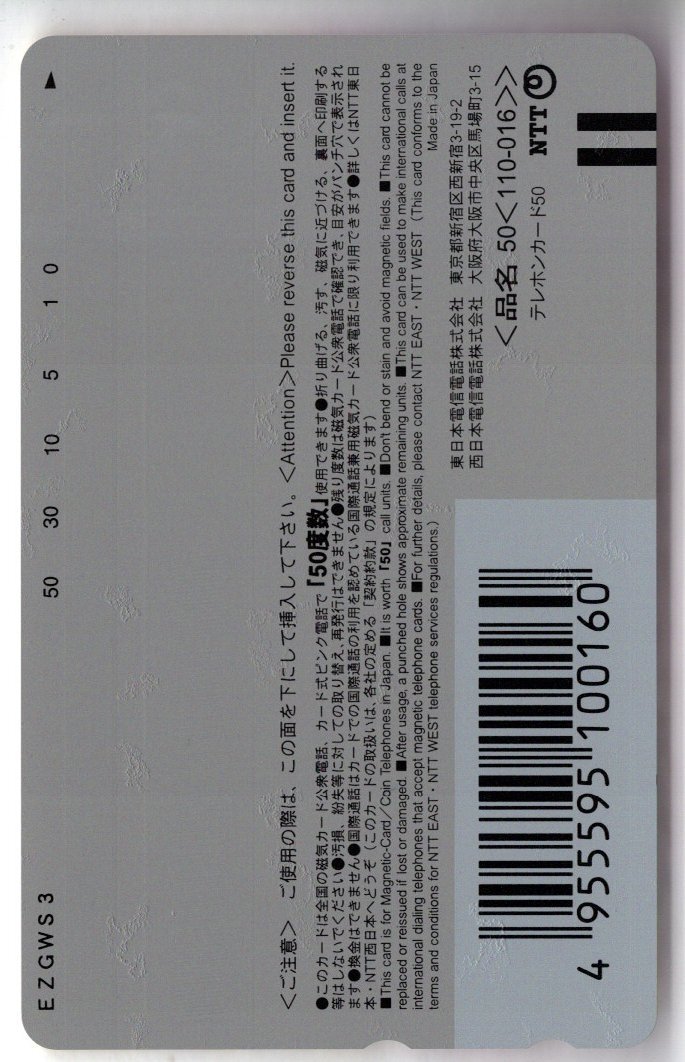 EZGWS3
50 30 10 5 1 0
<ご注意> ご使用の際は、この面を下にして挿入して下さい。<Attention>Please reverse this card and insert it.
●このカードは全国の磁気カード公衆電話、カード式ピンク電話で「50度数」使用できます●折り曲げる、汚す、磁気に近づける、裏面へ印刷する
等はしないでください●汚損、紛失等に対しての取り替え、再発行はできません●残り度数は磁気カード公衆電話で確認でき、目安がパンチ穴で表示され
ます●換金はできません●国際通話はカードでの国際通話の利用を認めている国際通話兼用磁気カード公衆電話に限り利用できます●詳しくはNTT東日
本・NTT西日本へどうぞ（このカードの取扱いは、各社の定める「契約約款」の規定によります）
■This card is for Magnetic-Card/Coin Telephones in Japan. ■It is worth「50」call units. ■Don't bend or stain and avoid magnetic fields. ■This card cannot be
replaced or reissued if lost or damaged. ■After usage, a punched hole shows approximate remaining units. ■This card can be used to make international calls at
international dialing telephones that accept magnetic telephone cards. ■For further details, please contact NTT EAST・NTT WEST（This card conforms to the
terms and conditions for NTT EAST・NTT WEST telephone services regulations.）
Made in Japan
東日本電信電話株式会社 東京都新宿区西新宿3-19-2
西日本電信電話株式会社 大阪府大阪市中央区馬場町3-15
<品名 50<110-016>>
テレホンカード50 NTT
4 955595 100160